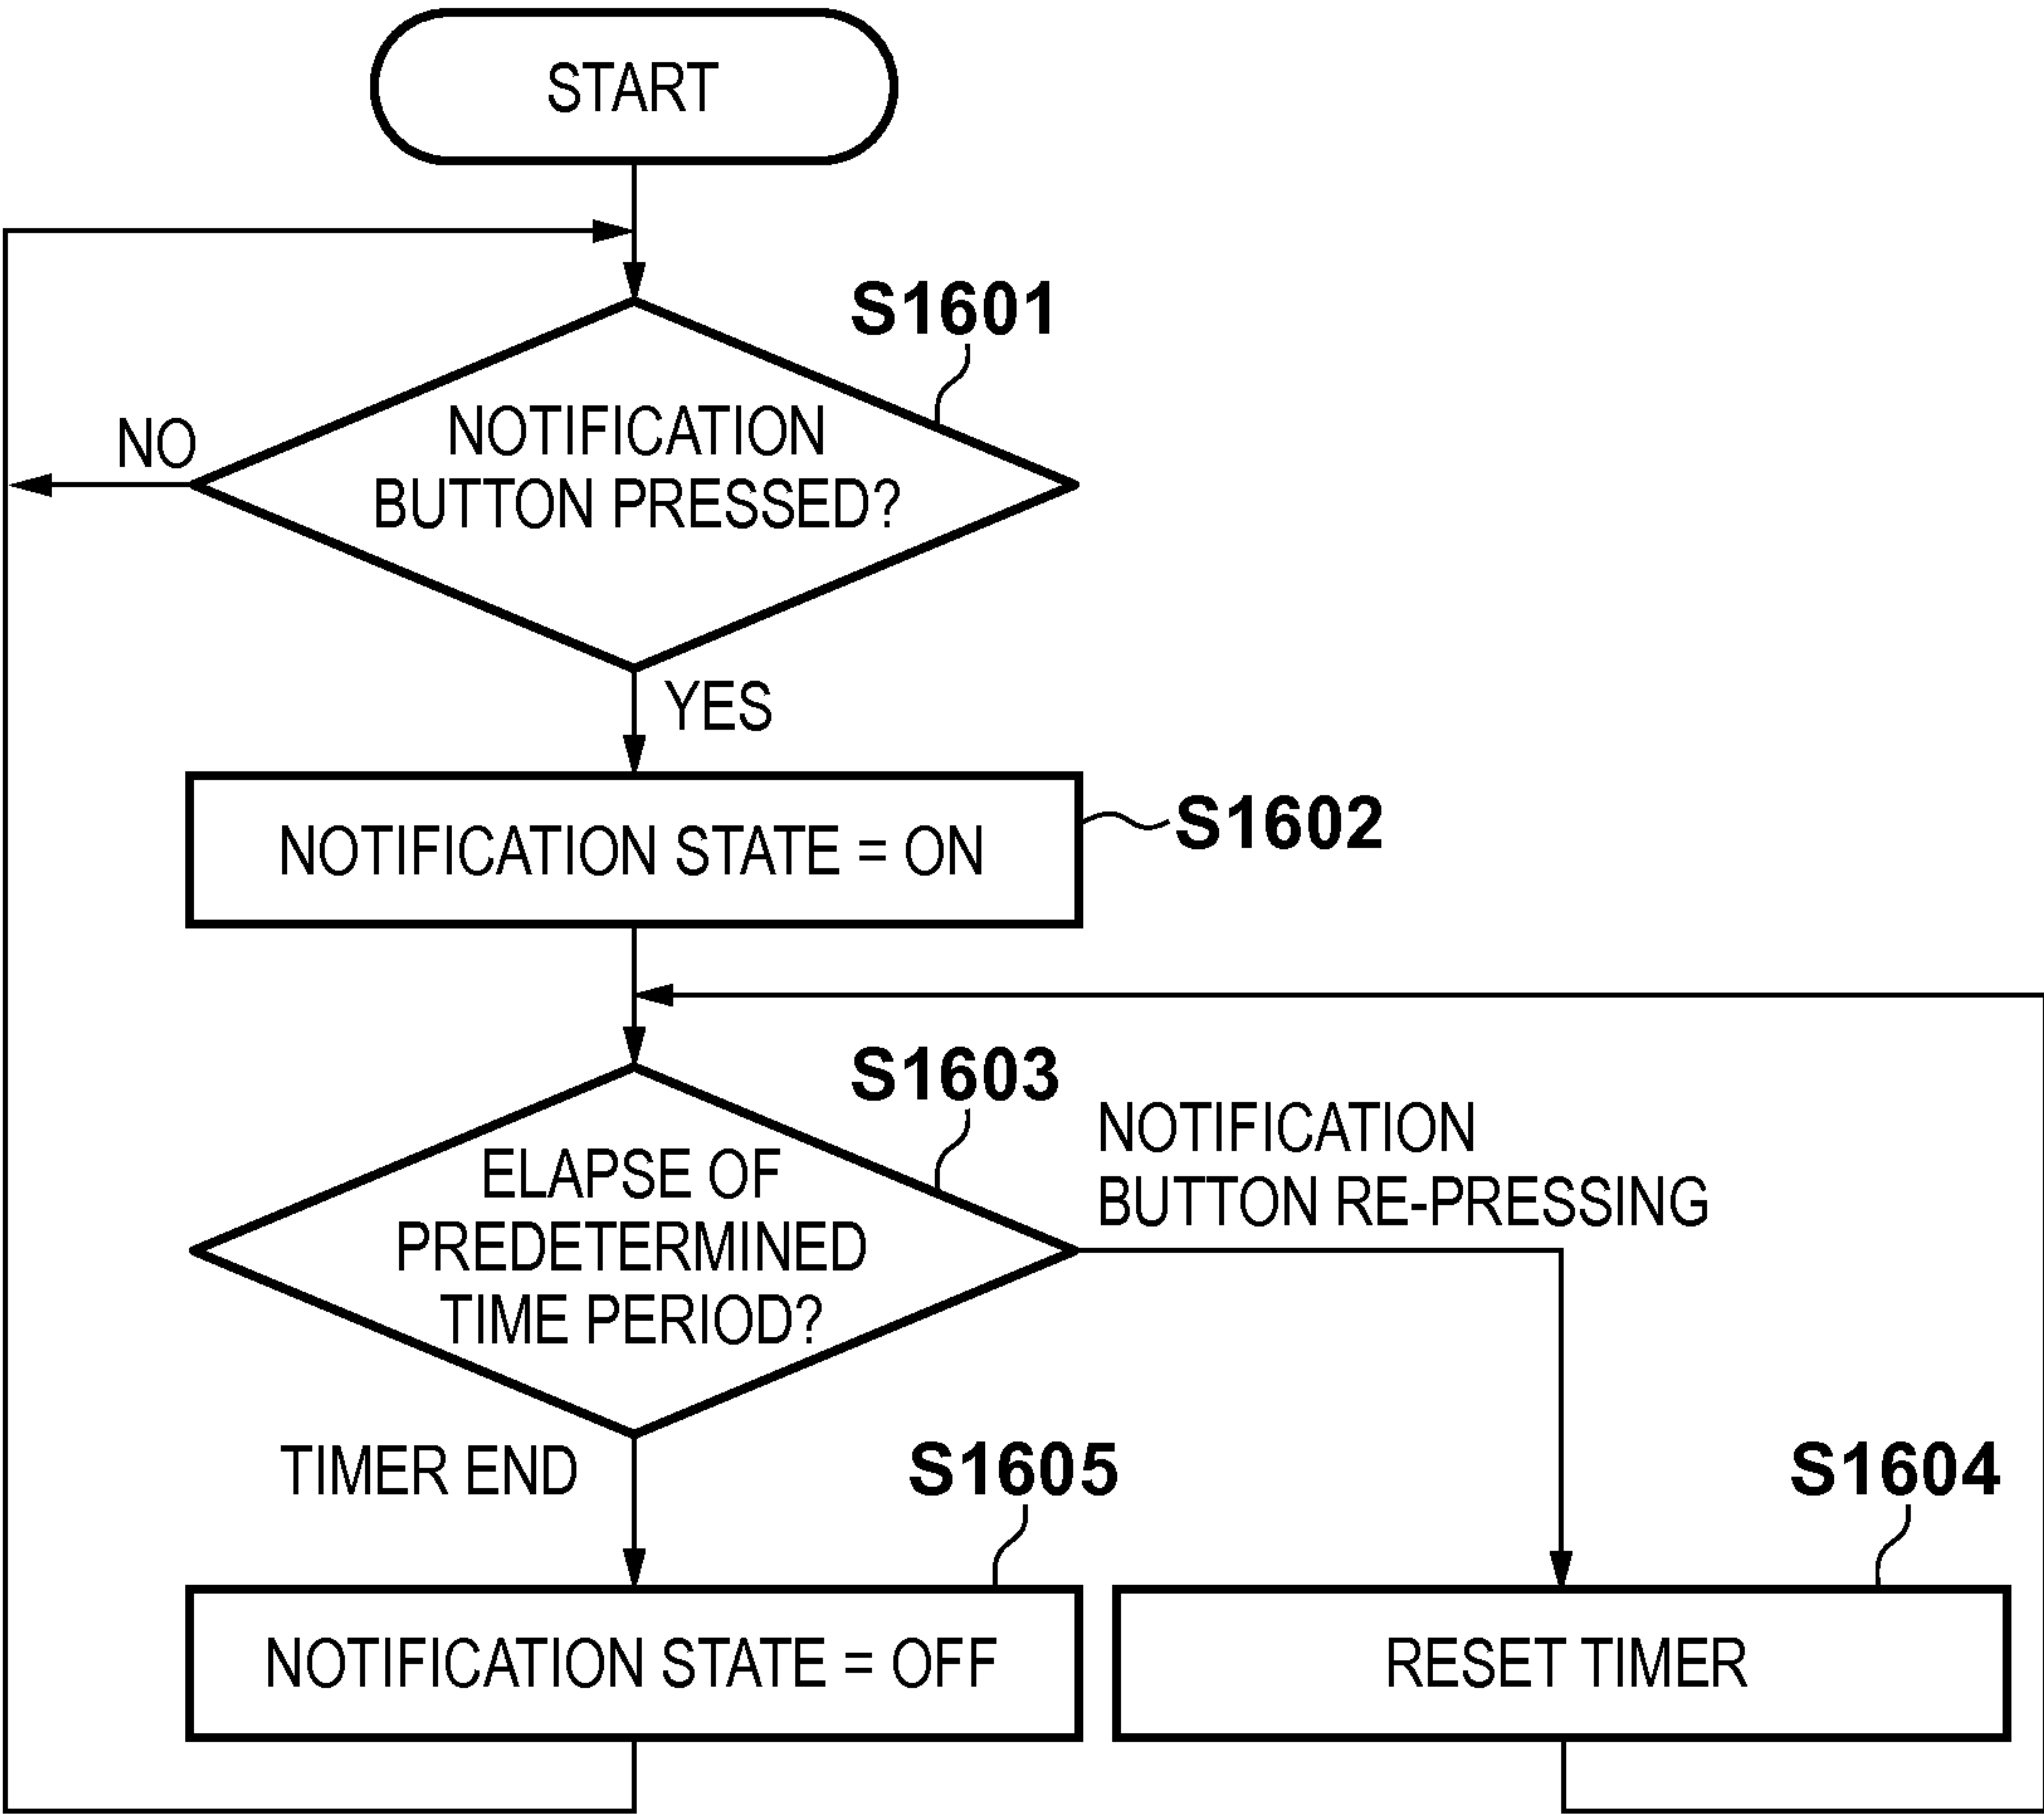 START
S1601
NOTIFICATION
BUTTON PRESSED?
NO
YES
NOTIFICATION STATE = ON
S1602
S1603
ELAPSE OF
PREDETERMINED
TIME PERIOD?
NOTIFICATION
BUTTON RE-PRESSING
TIMER END
S1605
S1604
NOTIFICATION STATE = OFF
RESET TIMER